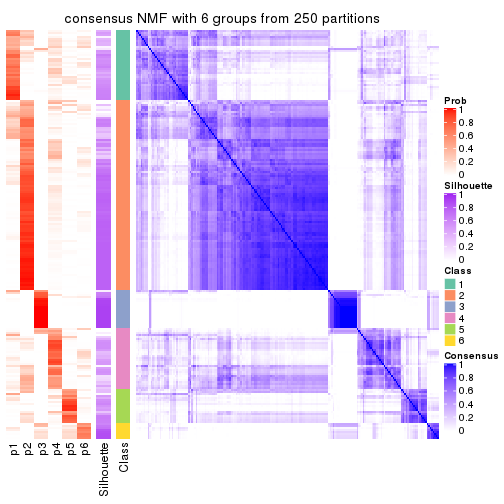 consensus NMF with 6 groups from 250 partitions
Prob
1
0.8
0.6
0.4
0.2
0
Silhouette
1
0.8
0.6
0.4
0.2
0
Class
1
2
3
4
5
6
Consensus
1
0.8
0.6
0.4
0.2
0
p1
p2
p3
p4
p5
p6
Silhouette
Class